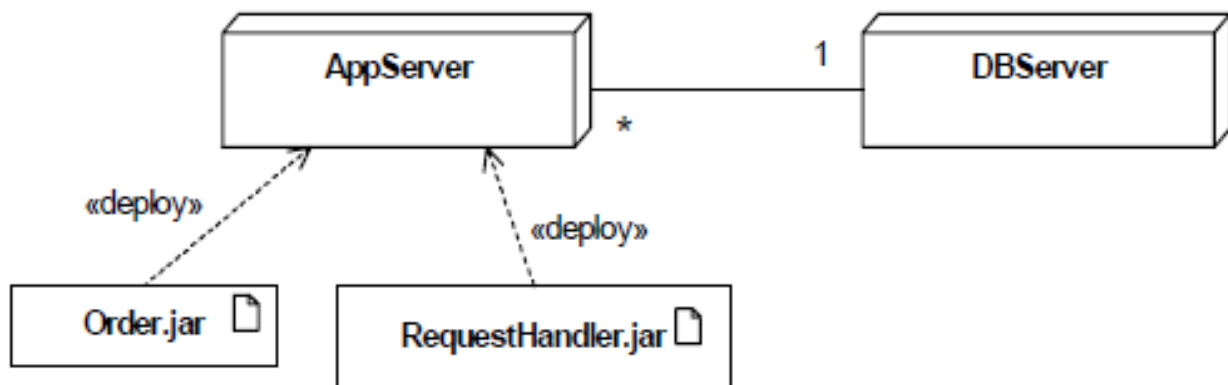 AppServer
1
DBServer
*
«deploy»
«deploy»
Order.jar
RequestHandler.jar